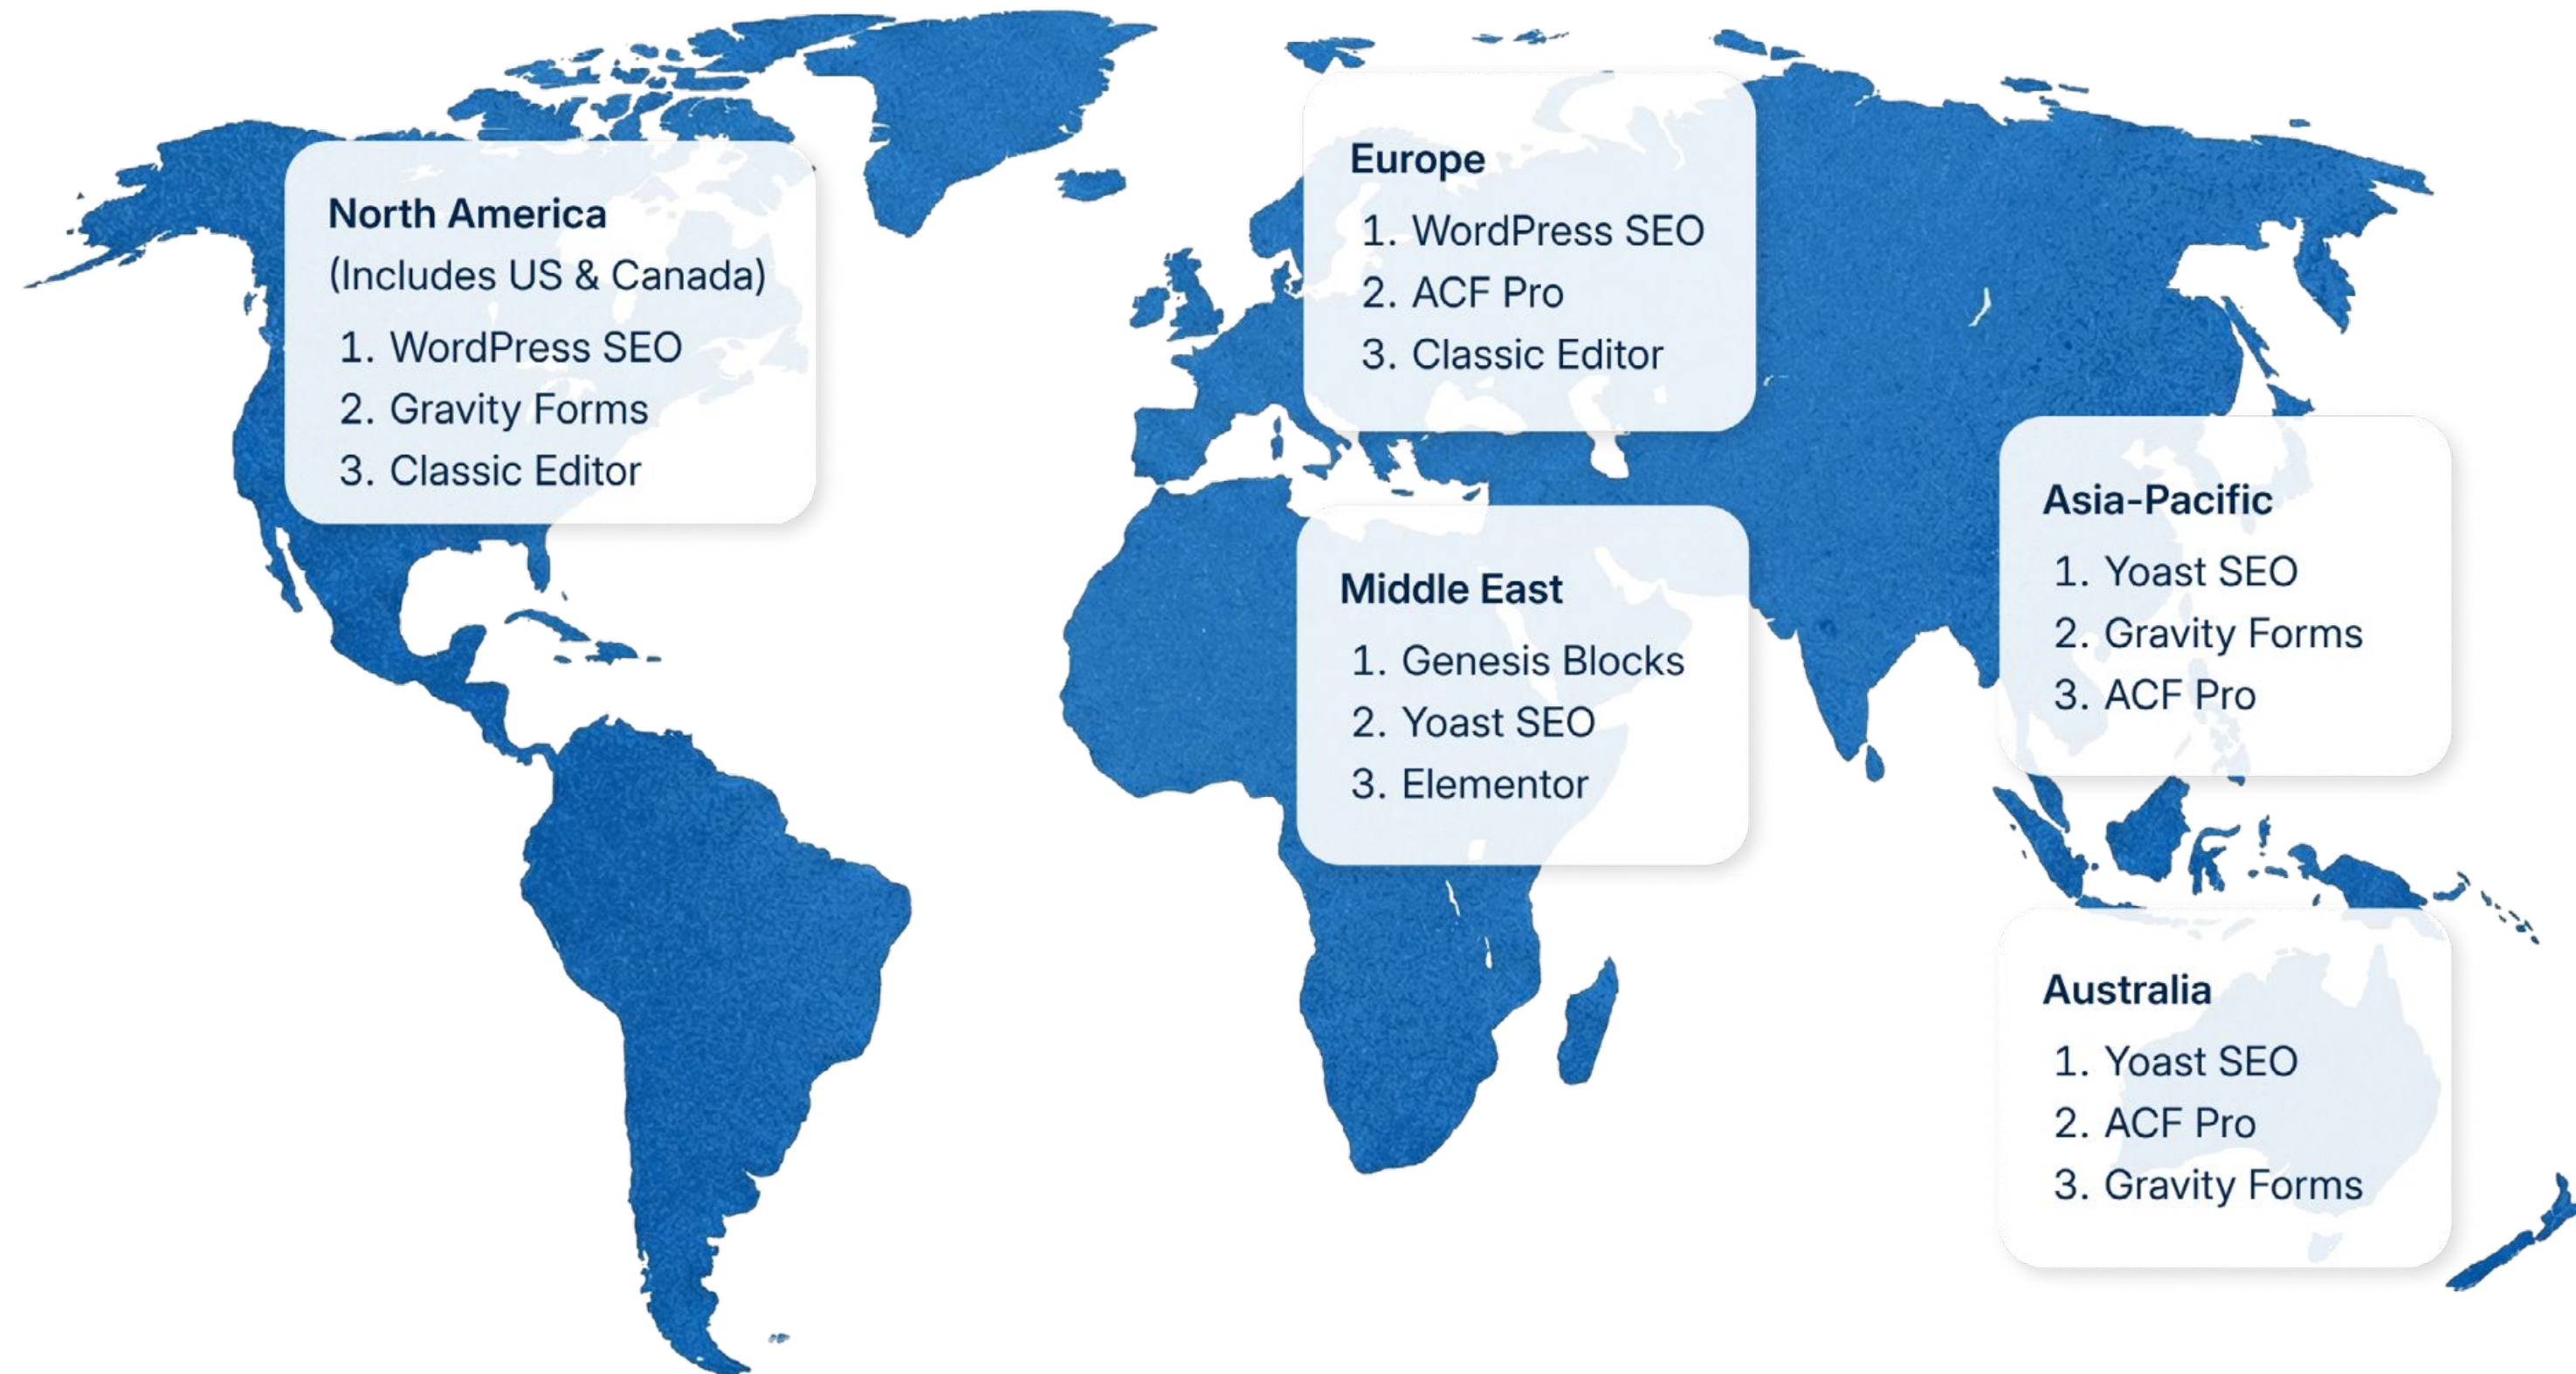 North America
(Includes US & Canada)
1. WordPress SEO
2. Gravity Forms
3. Classic Editor
Europe
1. WordPress SEO
2. ACF Pro
3. Classic Editor
Middle East
1. Genesis Blocks
2. Yoast SEO
3. Elementor
Asia-Pacific
1. Yoast SEO
2. Gravity Forms
3. ACF Pro
Australia
1. Yoast SEO
2. ACF Pro
3. Gravity Forms